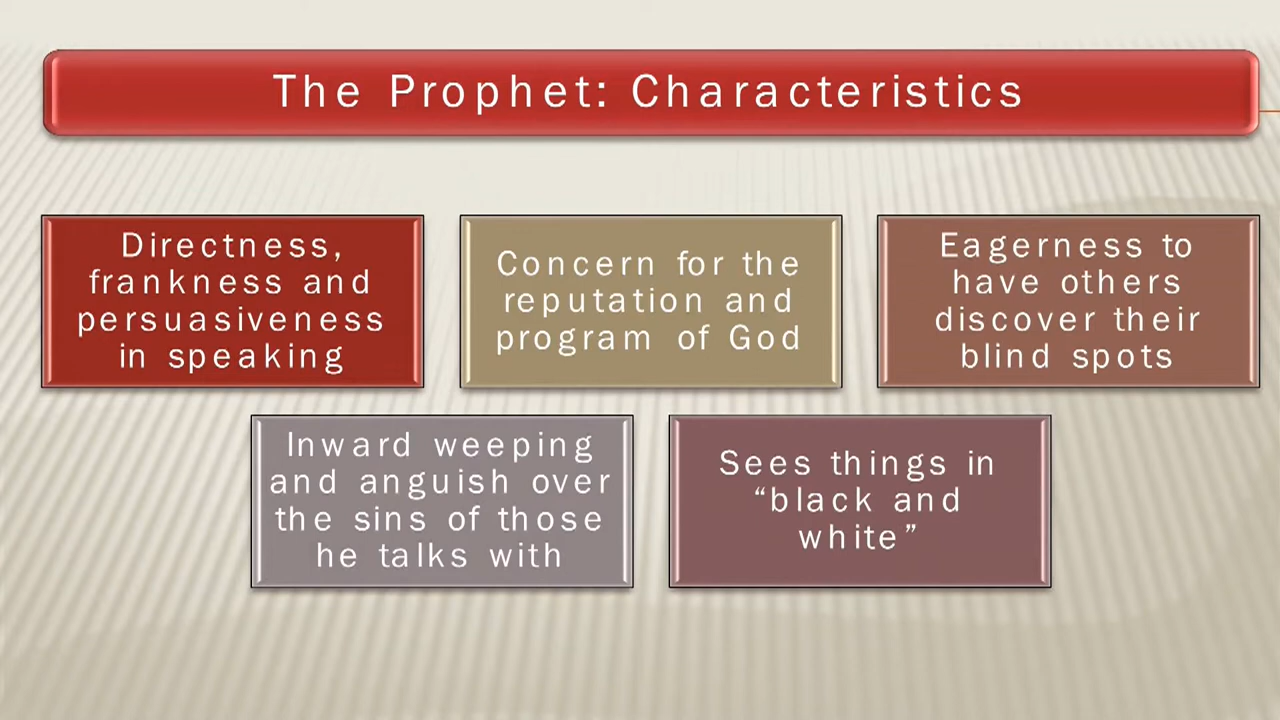 The Prophet: Characteristics
Directness,
frankness and
persuasiveness
in speaking
Concern for the
reputation and
program of God
Eagerness to
have others
discover their
blind spots
Inward weeping
and anguish over
the sins of those
he talks with
Sees things in
“black and
white”